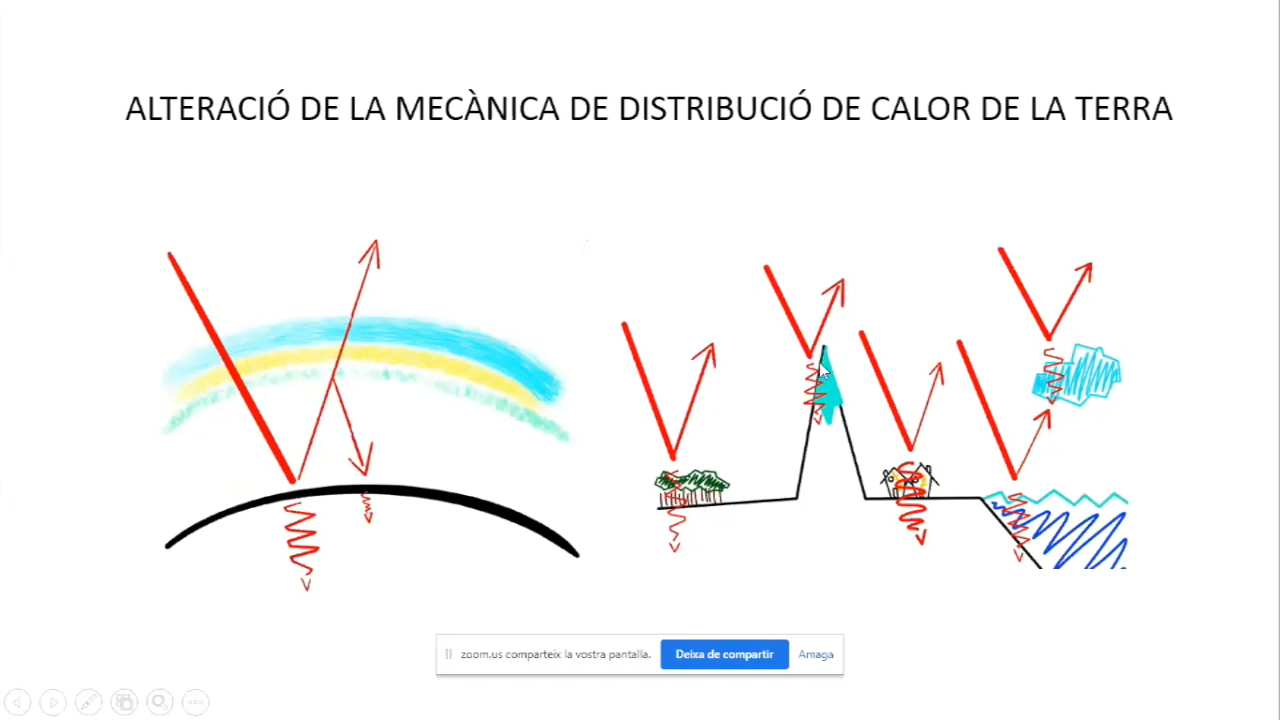 ALTERACIÓ DE LA MECÀNICA DE DISTRIBUCIÓ DE CALOR DE LA TERRA
zoom.us comparteix la vostra pantalla. Deixa de compartir Amaga